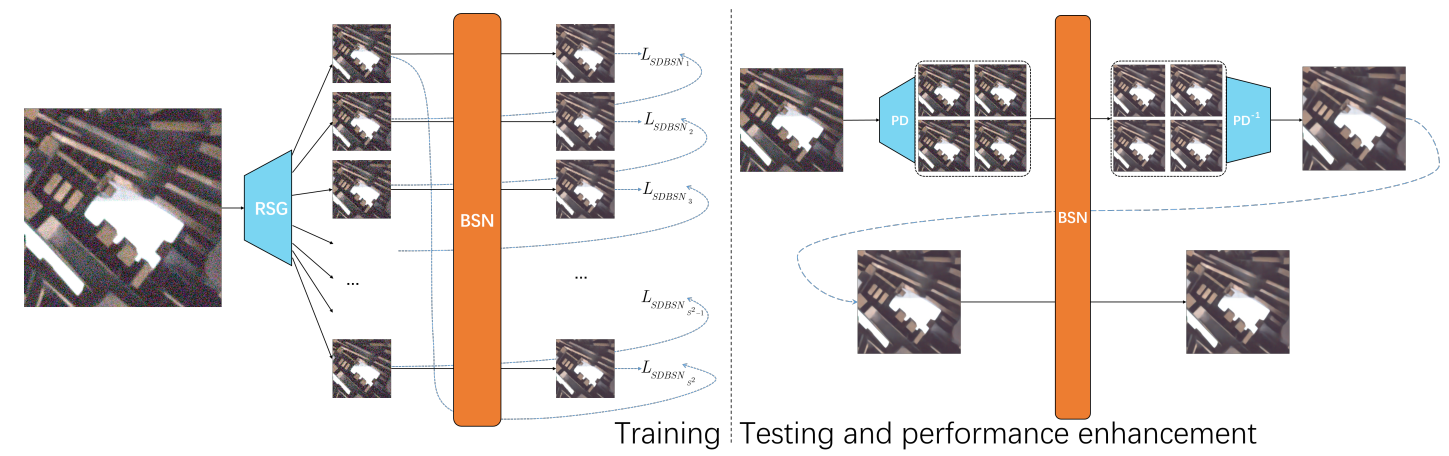 RSG
...
BSN
...
L_{SDBSN_1}
L_{SDBSN_2}
L_{SDBSN_3}
L_{SDBSN_{s^2-1}}
L_{SDBSN_{s^2}}
Training
PD
BSN
PD^{-1}
Testing and performance enhancement